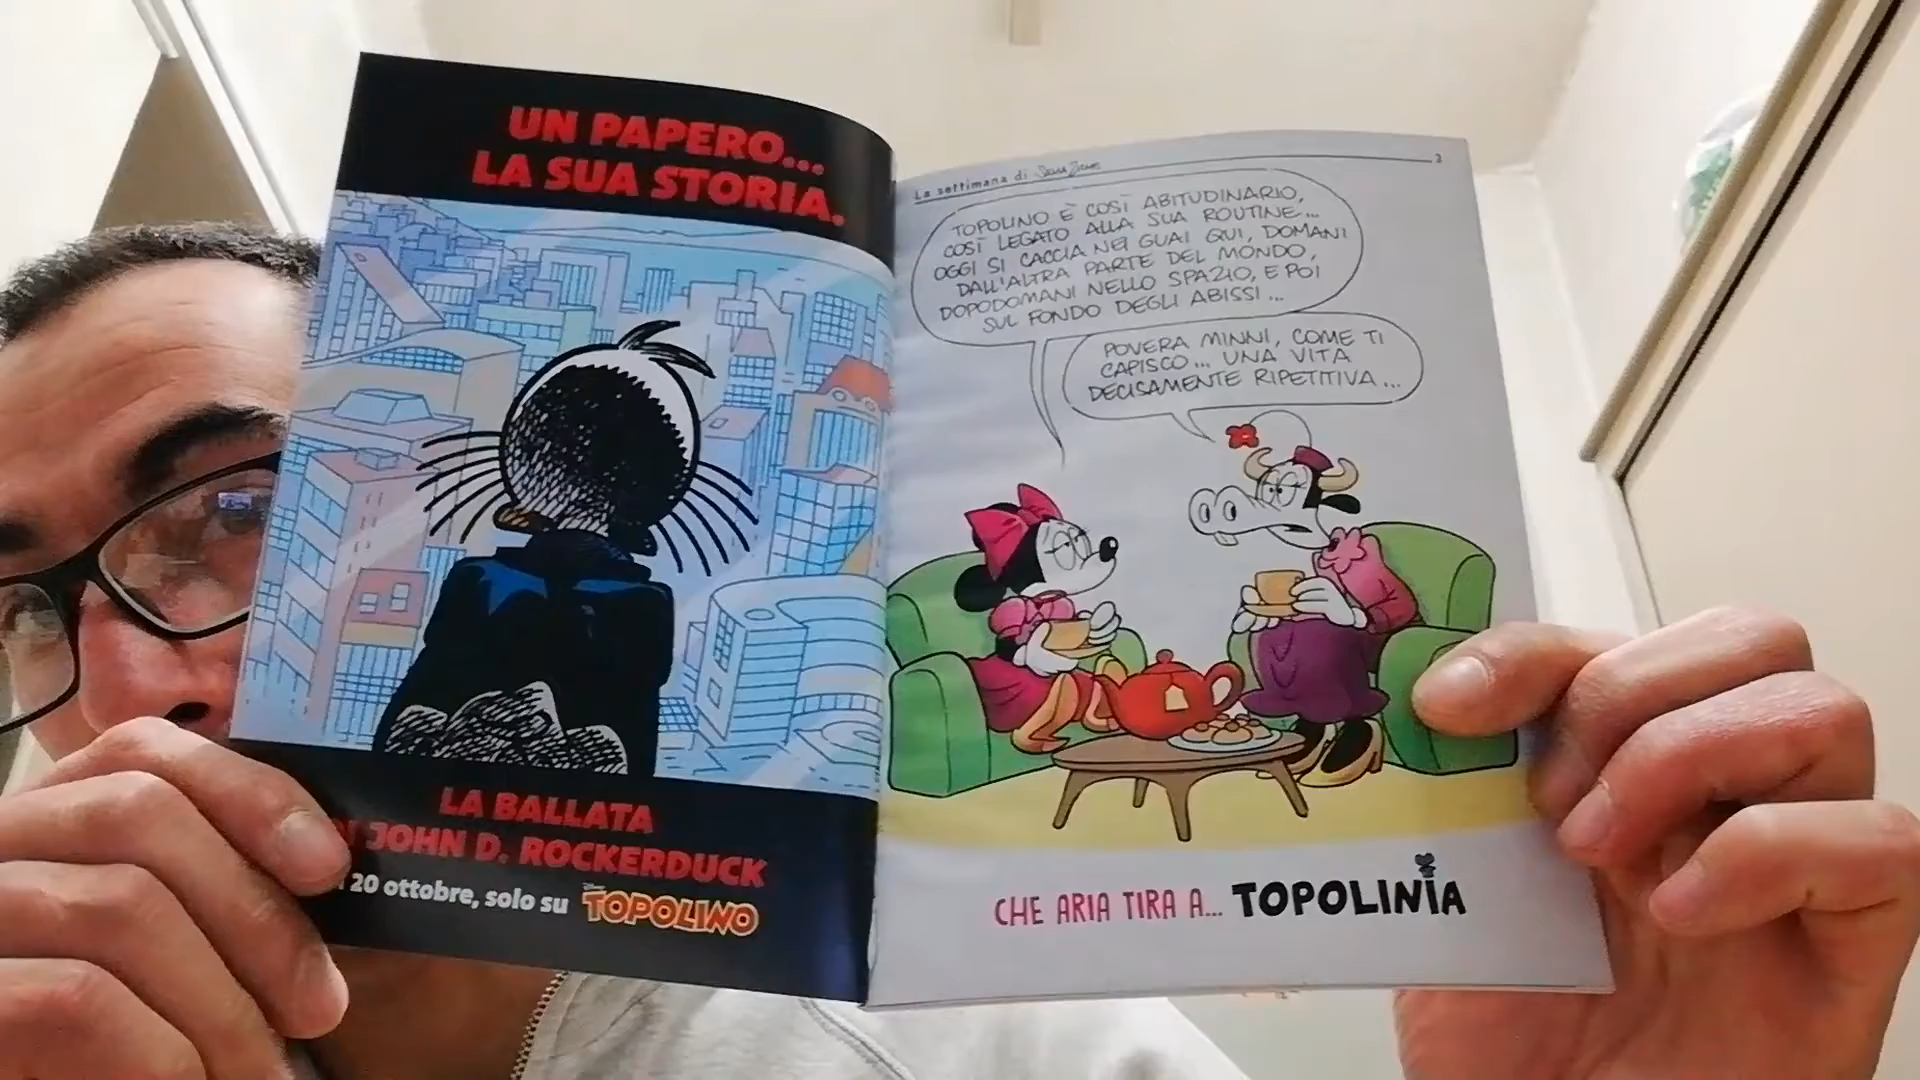 UN PAPERO...
LA SUA STORIA.
LA BALLATA
JOHN D. ROCKERDUCK
20 ottobre, solo su TOPOLINO
La settimana di
3
TOPOLINO È COSÌ ABITUDINARIO,
COSÌ LEGATO ALLA SUA ROUTINE...
OGGI SI CACCIA NEI GUAI QUI, DOMANI
DALL'ALTRA PARTE DEL MONDO,
DOPODOMANI NELLO SPAZIO, E POI
SUL FONDO DEGLI ABISSI...
POVERA MINNI, COME TI
CAPISCO... UNA VITA
DECISAMENTE RIPETITIVA...
CHE ARIA TIRA A... TOPOLINIA